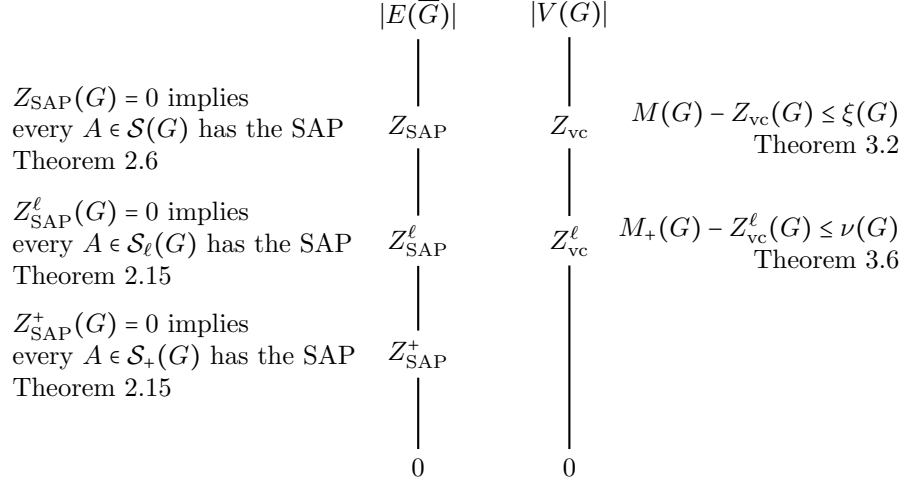 |E(G̅)| |V(G)|
Z_SAP(G) = 0 implies
every A ∈ 𝒮(G) has the SAP
Theorem 2.6
Z_SAP
Z_vc
M(G) − Z_vc(G) ≤ ξ(G)
Theorem 3.2
Z^ℓ_SAP(G) = 0 implies
every A ∈ 𝒮_ℓ(G) has the SAP
Theorem 2.15
Z^ℓ_SAP
Z^ℓ_vc
M_+(G) − Z^ℓ_vc(G) ≤ ν(G)
Theorem 3.6
Z^+_SAP(G) = 0 implies
every A ∈ 𝒮_+(G) has the SAP
Theorem 2.15
Z^+_SAP
0 0